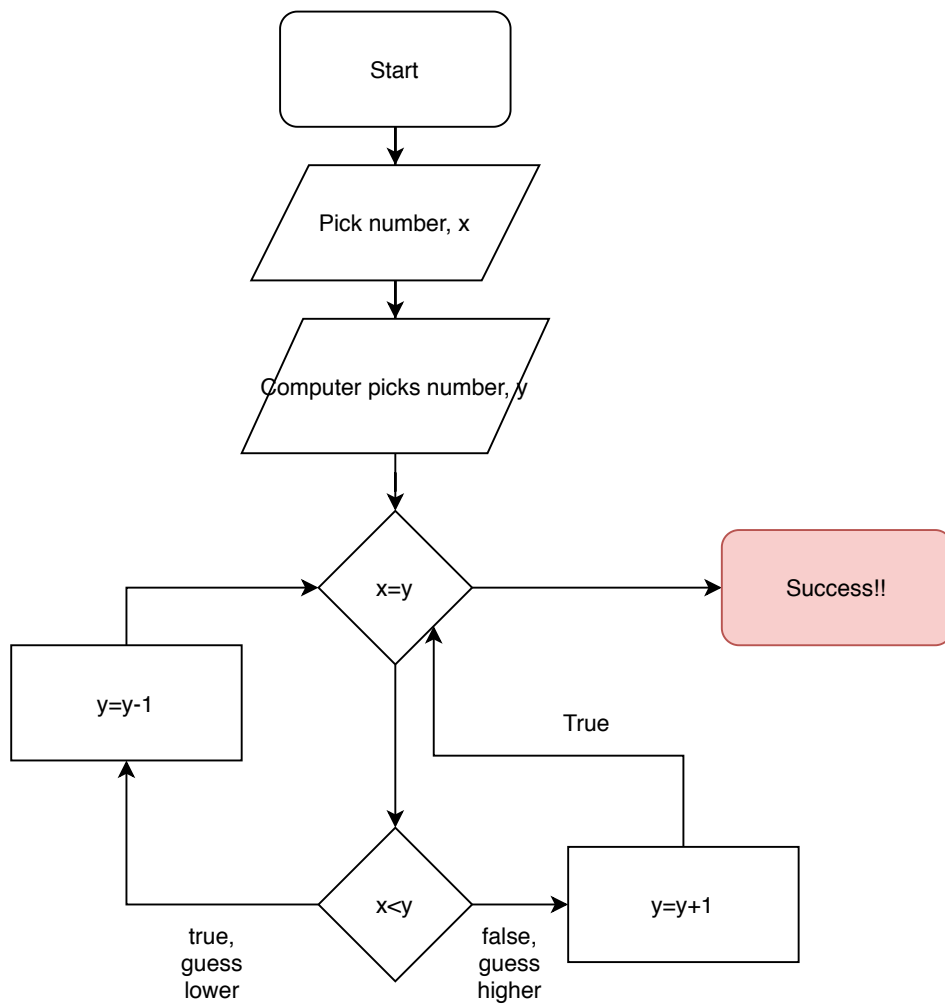 Start
Pick number, x
Computer picks number, y
x=y
Success!!
y=y-1
True
x<y
y=y+1
true,
guess
lower
false,
guess
higher